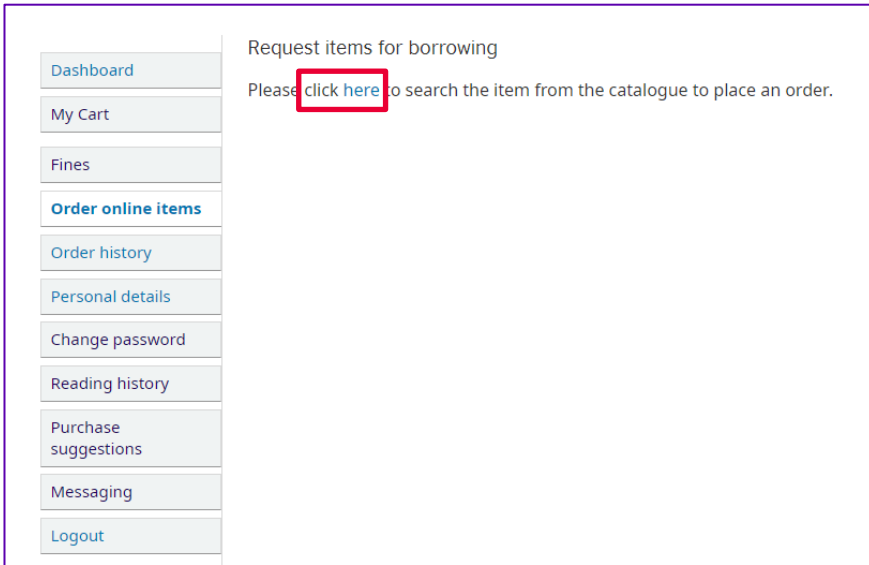 Request items for borrowing
Please click here to search the item from the catalogue to place an order.
Dashboard
My Cart
Fines
Order online items
Order history
Personal details
Change password
Reading history
Purchase
suggestions
Messaging
Logout